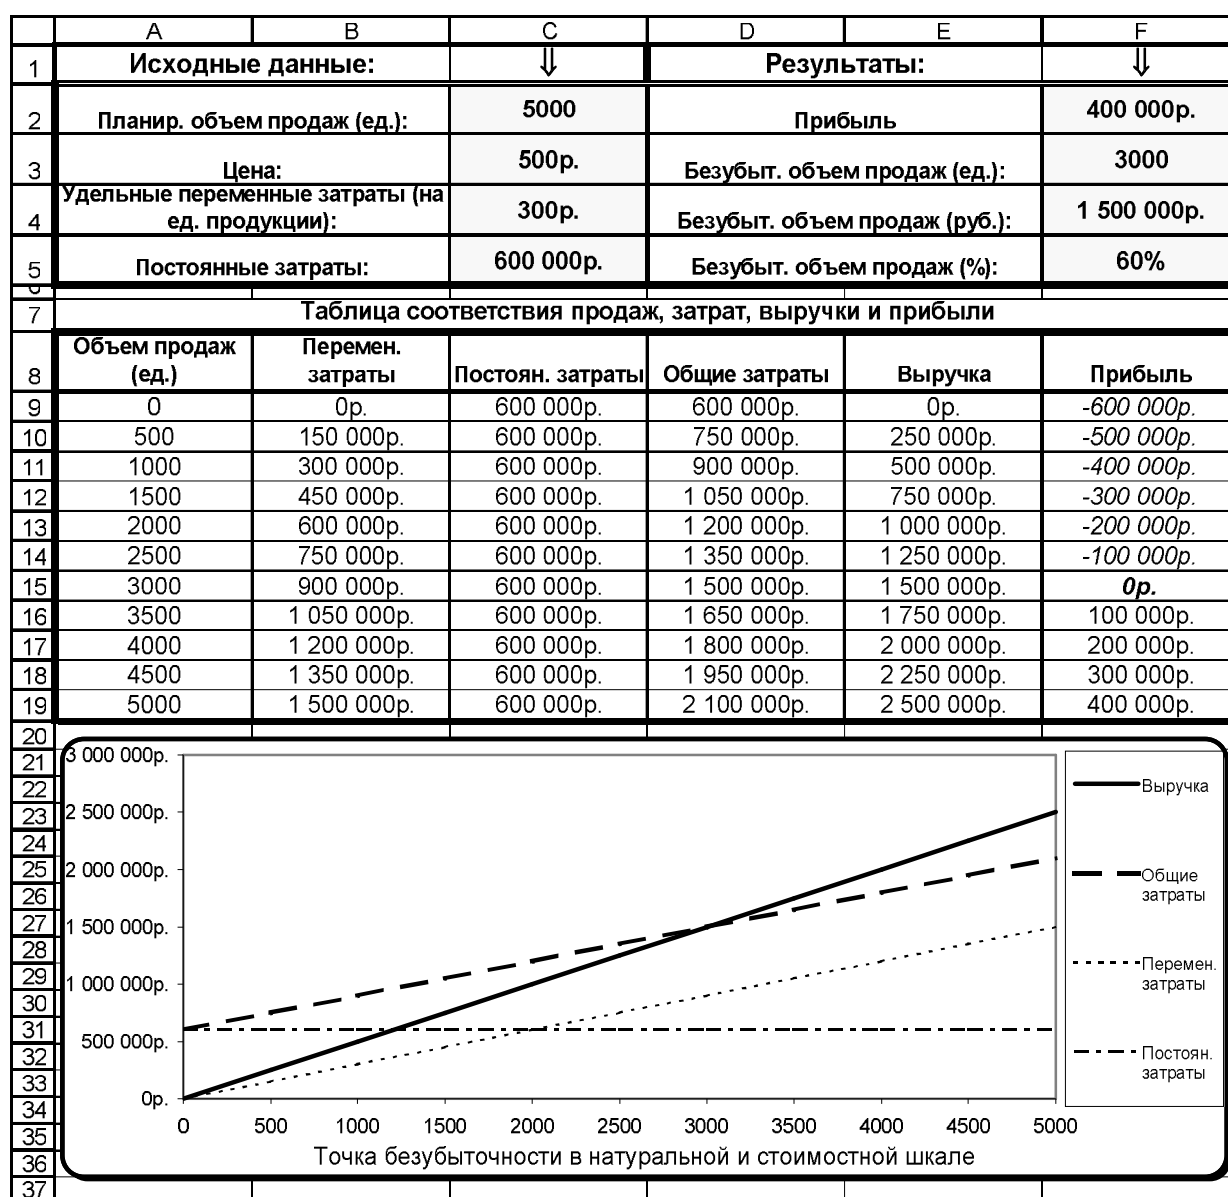 A B C D E F
1 Исходные данные: ⇓ Результаты: ⇓
2 Планир. объем продаж (ед.): 5000 Прибыль 400 000р.
3 Цена: 500р. Безубыт. объем продаж (ед.): 3000
4 Удельные переменные затраты (на ед. продукции): 300р. Безубыт. объем продаж (руб.): 1 500 000р.
5 Постоянные затраты: 600 000р. Безубыт. объем продаж (%): 60%
6
7 Таблица соответствия продаж, затрат, выручки и прибыли
8 Объем продаж (ед.) Перемен. затраты Постоян. затраты Общие затраты Выручка Прибыль
9 0 0р. 600 000р. 600 000р. 0р. -600 000р.
10 500 150 000р. 600 000р. 750 000р. 250 000р. -500 000р.
11 1000 300 000р. 600 000р. 900 000р. 500 000р. -400 000р.
12 1500 450 000р. 600 000р. 1 050 000р. 750 000р. -300 000р.
13 2000 600 000р. 600 000р. 1 200 000р. 1 000 000р. -200 000р.
14 2500 750 000р. 600 000р. 1 350 000р. 1 250 000р. -100 000р.
15 3000 900 000р. 600 000р. 1 500 000р. 1 500 000р. 0р.
16 3500 1 050 000р. 600 000р. 1 650 000р. 1 750 000р. 100 000р.
17 4000 1 200 000р. 600 000р. 1 800 000р. 2 000 000р. 200 000р.
18 4500 1 350 000р. 600 000р. 1 950 000р. 2 250 000р. 300 000р.
19 5000 1 500 000р. 600 000р. 2 100 000р. 2 500 000р. 400 000р.
20
21
22
23
24
25
26
27
28
29
30
31
32
33
34
35
36
37
3 000 000р.
2 500 000р.
2 000 000р.
1 500 000р.
1 000 000р.
500 000р.
0р.
0 500 1000 1500 2000 2500 3000 3500 4000 4500 5000
Точка безубыточности в натуральной и стоимостной шкале
Выручка
Общие
затраты
Перемен.
затраты
Постоян.
затраты